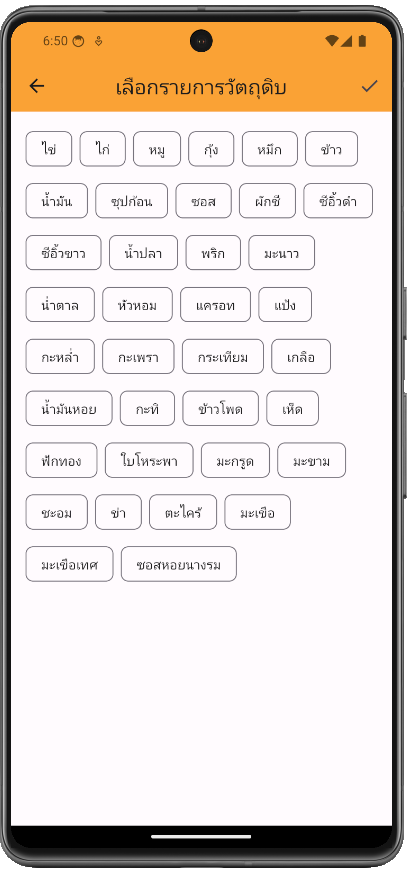 6:50
เลือกรายการวัตถุดิบ
ไข่ ไก่ หมู กุ้ง หมึก ข้าว
น้ำมัน ซุปก้อน ซอส ผักชี ซีอิ๊วดำ
ซีอิ๊วขาว น้ำปลา พริก มะนาว
น้ำตาล หัวหอม แครอท แป้ง
กะหล่ำ กะเพรา กระเทียม เกลือ
น้ำมันหอย กะทิ ข้าวโพด เห็ด
ฟักทอง ใบโหระพา มะกรูด มะขาม
ชะอม ข่า ตะไคร้ มะเขือ
มะเขือเทศ ซอสหอยนางรม